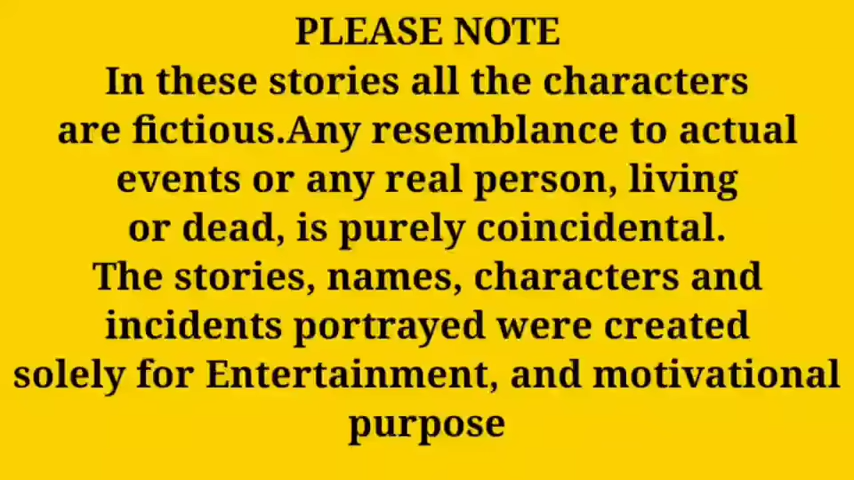 PLEASE NOTE
In these stories all the characters
are fictious.Any resemblance to actual
events or any real person, living
or dead, is purely coincidental.
The stories, names, characters and
incidents portrayed were created
solely for Entertainment, and motivational
purpose